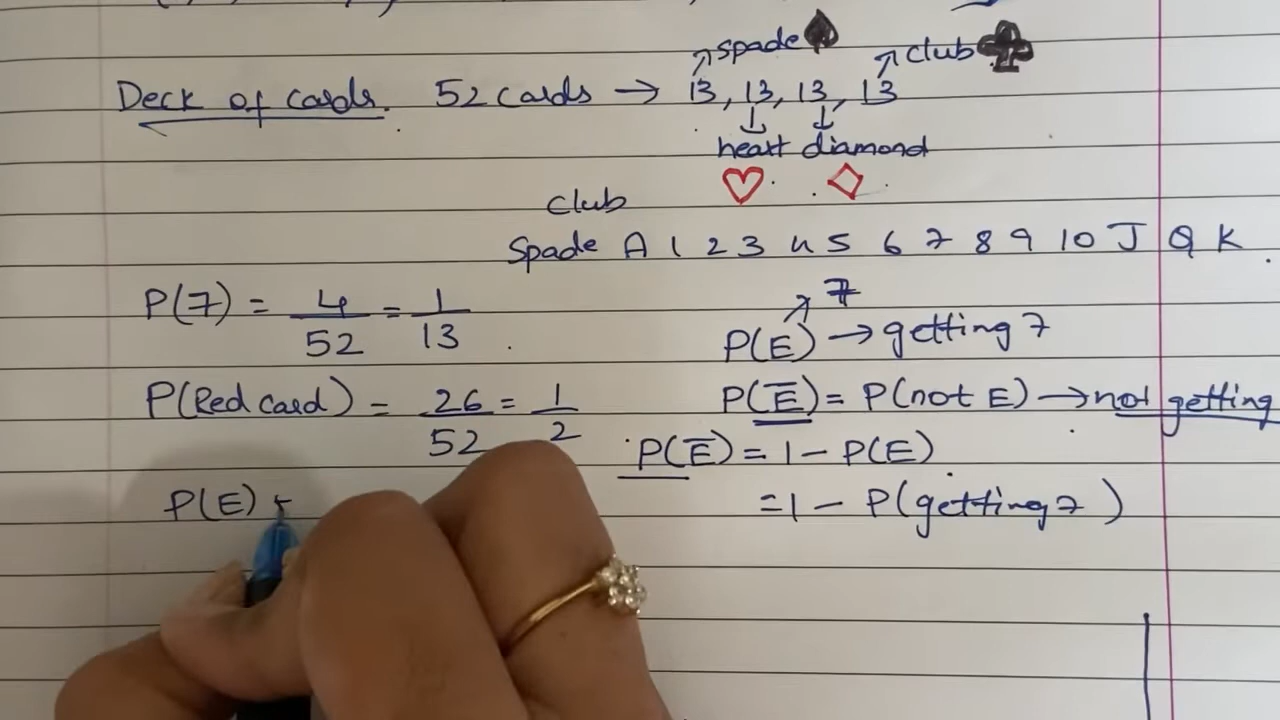 spade club
Deck of cards. 52 cards → 13, 13, 13, 13
heart diamond
club
Spade A 1 2 3 4 5 6 7 8 9 10 J Q K
P(7) = 4/52 = 1/13 .
7
P(E) → getting 7
P(Red card) = 26/52 = 1/2
P(E̅) = P(not E) → not getting
P(E̅) = 1 - P(E)
= 1 - P(getting 7)
P(E)